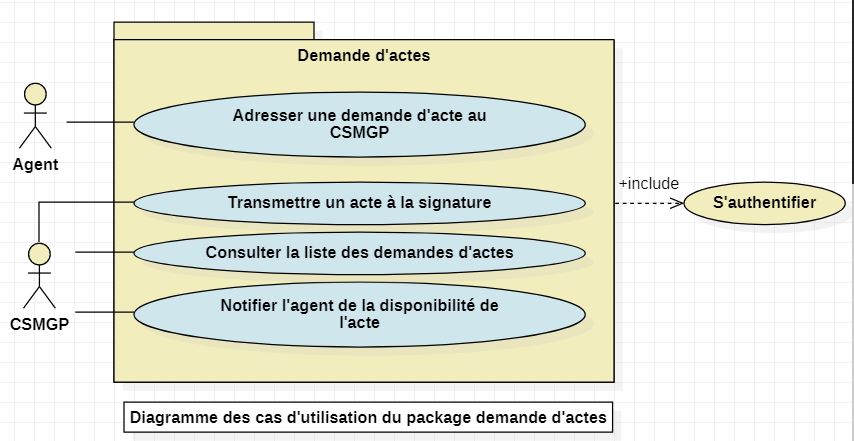 Demande d'actes
Adresser une demande d'acte au
CSMGP
Agent
+include
Transmettre un acte à la signature
S'authentifier
Consulter la liste des demandes d'actes
Notifier l'agent de la disponibilité de
l'acte
CSMGP
Diagramme des cas d'utilisation du package demande d'actes